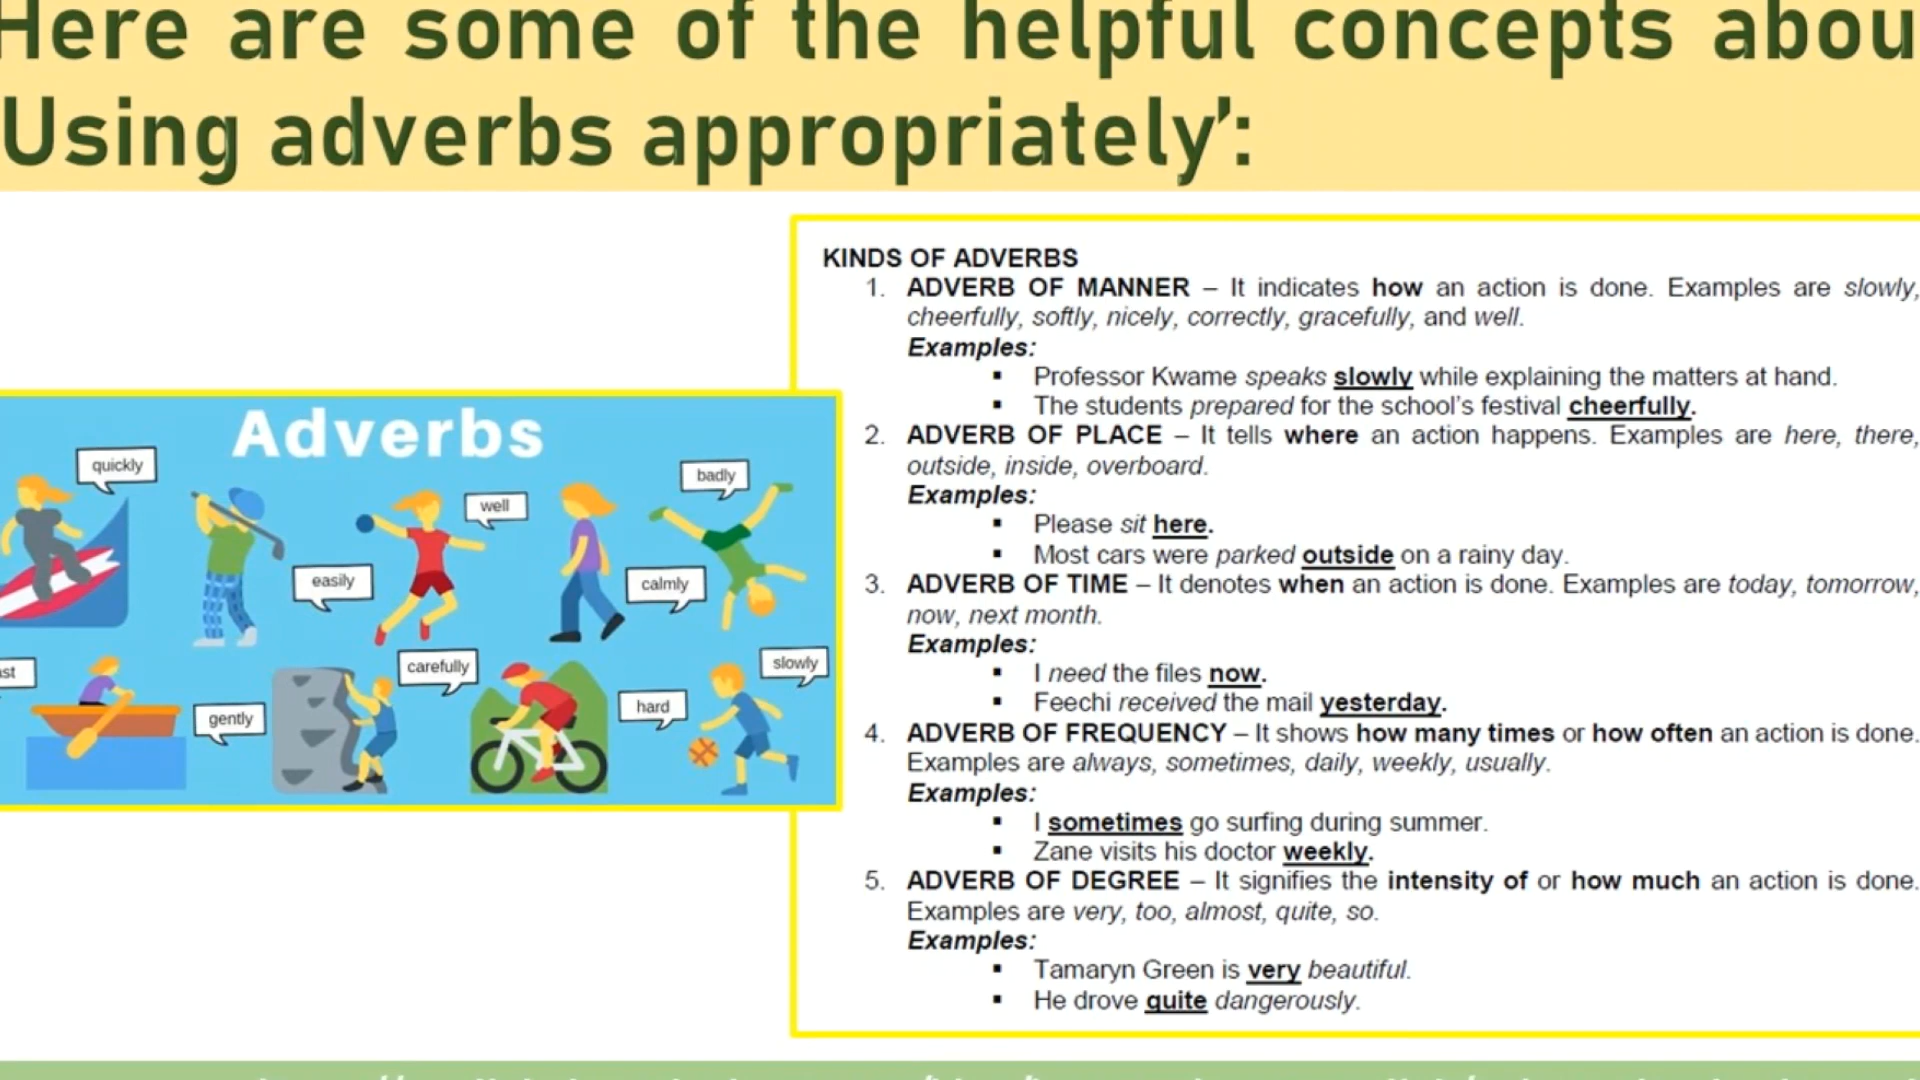 Here are some of the helpful concepts abou
Using adverbs appropriately':
KINDS OF ADVERBS
1. ADVERB OF MANNER – It indicates how an action is done. Examples are slowly,
cheerfully, softly, nicely, correctly, gracefully, and well.
Examples:
▪ Professor Kwame speaks slowly while explaining the matters at hand.
▪ The students prepared for the school's festival cheerfully.
2. ADVERB OF PLACE – It tells where an action happens. Examples are here, there,
outside, inside, overboard.
Examples:
▪ Please sit here.
▪ Most cars were parked outside on a rainy day.
3. ADVERB OF TIME – It denotes when an action is done. Examples are today, tomorrow,
now, next month.
Examples:
▪ I need the files now.
▪ Feechi received the mail yesterday.
4. ADVERB OF FREQUENCY – It shows how many times or how often an action is done.
Examples are always, sometimes, daily, weekly, usually.
Examples:
▪ I sometimes go surfing during summer.
▪ Zane visits his doctor weekly.
5. ADVERB OF DEGREE – It signifies the intensity of or how much an action is done.
Examples are very, too, almost, quite, so.
Examples:
▪ Tamaryn Green is very beautiful.
▪ He drove quite dangerously.
Adverbs
quickly
well
badly
easily
calmly
ast
gently
carefully
hard
slowly